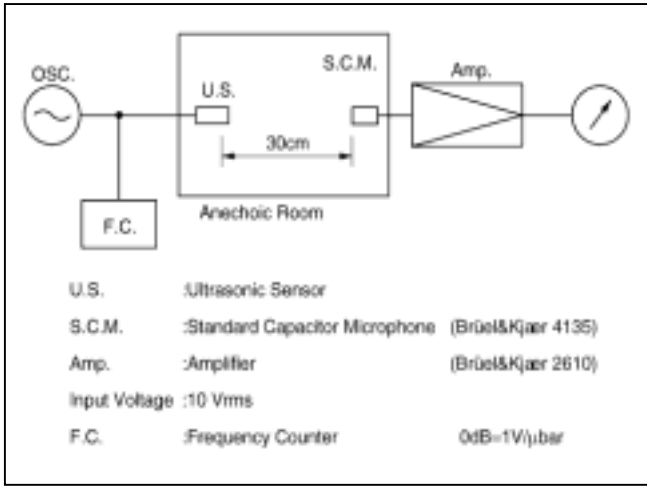 OSC.
S.C.M.
Amp.
U.S.
30cm
F.C.
Anechoic Room
U.S. :Ultrasonic Sensor
S.C.M. :Standard Capacitor Microphone (Brüel&Kjær 4135)
Amp. :Amplifier (Brüel&Kjær 2610)
Input Voltage :10 Vrms
F.C. :Frequency Counter 0dB=1V/μbar